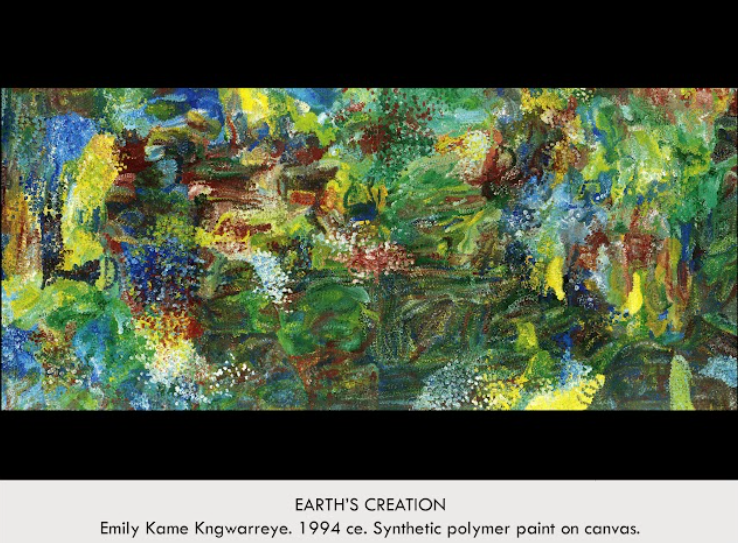 EARTH'S CREATION
Emily Kame Kngwarreye. 1994 ce. Synthetic polymer paint on canvas.